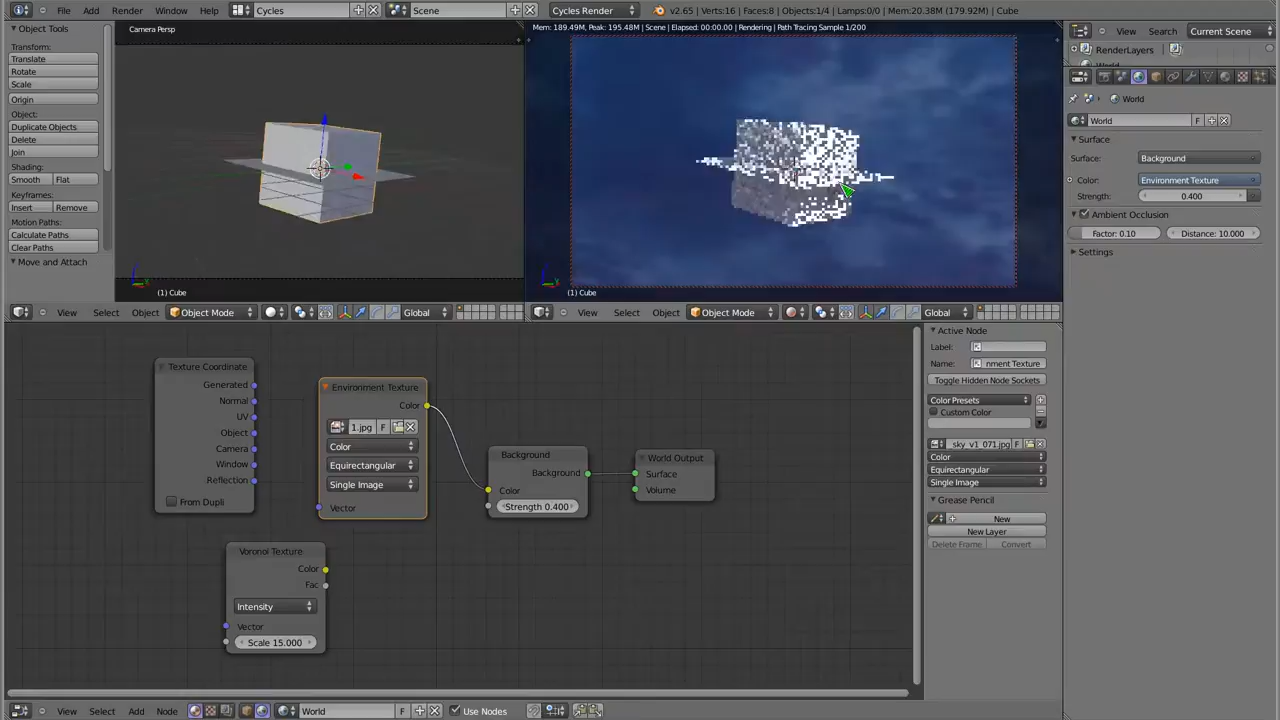 File Add Render Window Help Cycles Scene Cycles Render v2.65 | Verts:16 | Faces:8 | Objects:1/4 | Lamps:0/0 | Mem:20.38M (179.92M) | Cube
Object Tools
Transform:
Translate
Rotate
Scale
Origin
Object:
Duplicate Objects
Delete
Join
Shading:
Smooth Flat
Keyframes:
Insert Remove
Motion Paths:
Calculate Paths
Clear Paths
Move and Attach
Camera Persp
(1) Cube
View Select Object Object Mode Global
Mem: 189.49M, Peak: 195.48M | Scene | Elapsed: 00:00.00 | Rendering | Path Tracing Sample 1/200
(1) Cube
View Select Object Object Mode Global
View Search Current Scene
RenderLayers
World
World
World F
Surface
Surface: Background
Color: Environment Texture
Strength: 0.400
Ambient Occlusion
Factor: 0.10 Distance: 10.000
Settings
Texture Coordinate
Generated
Normal
UV
Object
Camera
Window
Reflection
From Dupli
Environment Texture
Color
1.jpg F
Color
Equirectangular
Single Image
Vector
Background
Background
Color
Strength 0.400
World Output
Surface
Volume
Voronoi Texture
Color
Fac
Intensity
Vector
Scale 15.000
Active Node
Label:
Name: nment Texture
Toggle Hidden Node Sockets
Color Presets
Custom Color
sky_v1_071.jpg F
Color
Equirectangular
Single Image
Grease Pencil
New
New Layer
Delete Frame Convert
View Select Add Node World F Use Nodes